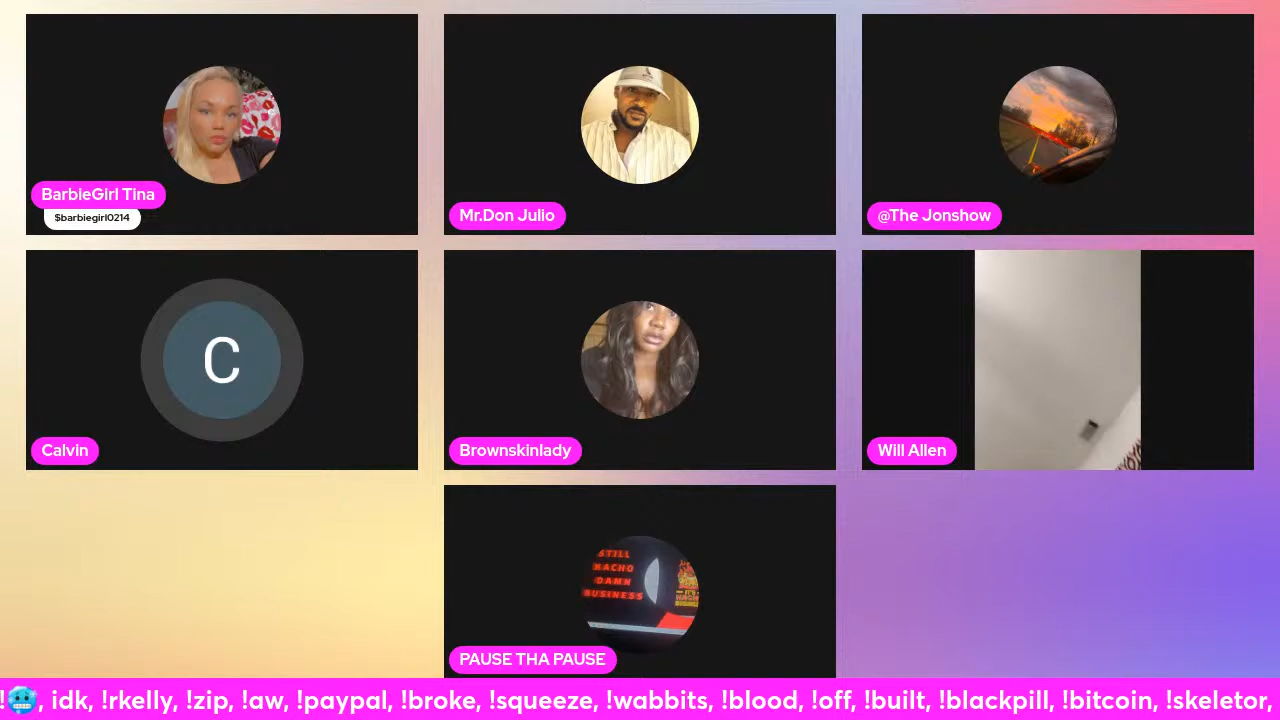 BarbieGirl Tina
$barbiegirl0214
Mr.Don Julio
@The Jonshow
C
Calvin
Brownskinlady
Will Allen
STILL
NACHO
DAMN
BUSINESS
PAUSE THA PAUSE
!🥶, idk, !rkelly, !zip, !aw, !paypal, !broke, !squeeze, !wabbits, !blood, !off, !built, !blackpill, !bitcoin, !skeletor,